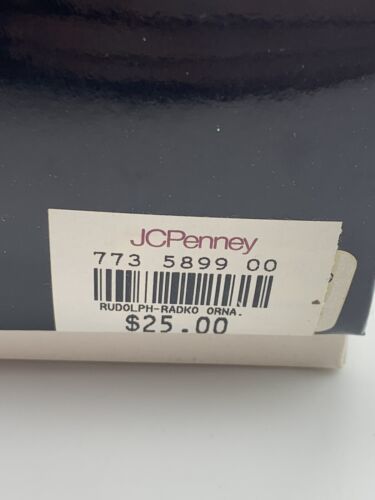 JCPenney
773 5899 00
RUDOLPH-RADKO ORNA.
$25.00